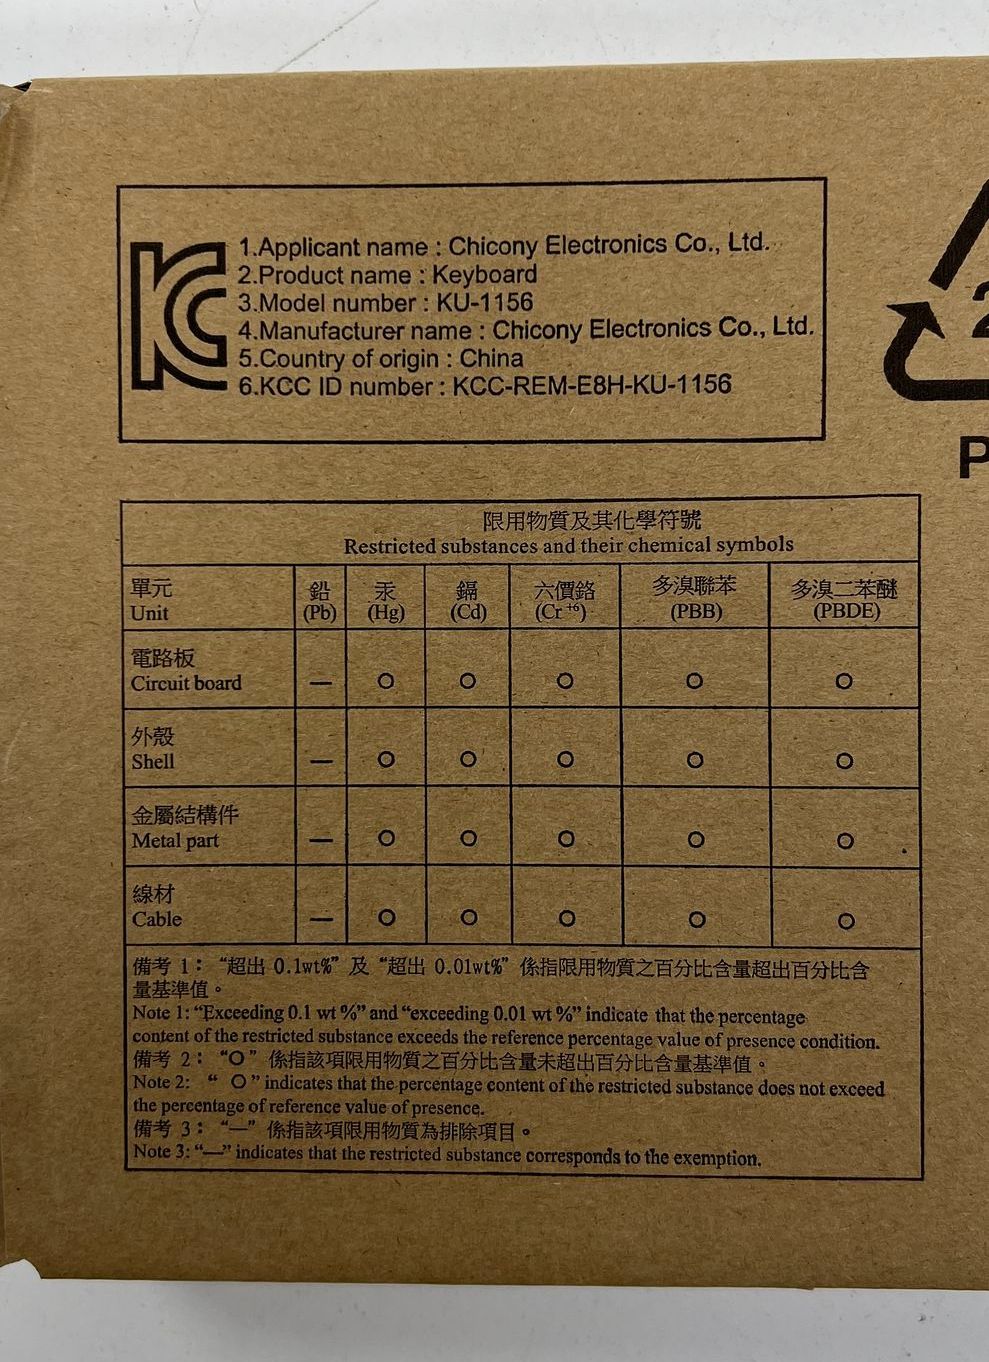 KC
1.Applicant name : Chicony Electronics Co., Ltd.
2.Product name : Keyboard
3.Model number : KU-1156
4.Manufacturer name : Chicony Electronics Co., Ltd.
5.Country of origin : China
6.KCC ID number : KCC-REM-E8H-KU-1156
2
P
限用物質及其化學符號
Restricted substances and their chemical symbols
單元 鉛 汞 鎘 六價鉻 多溴聯苯 多溴二苯醚
Unit (Pb) (Hg) (Cd) (Cr⁺⁶) (PBB) (PBDE)
電路板
Circuit board — O O O O O
外殼
Shell — O O O O O
金屬結構件
Metal part — O O O O O
線材
Cable — O O O O O
備考 1： “超出 0.1wt%” 及 “超出 0.01wt%” 係指限用物質之百分比含量超出百分比含
量基準值。
Note 1: “Exceeding 0.1 wt %” and “exceeding 0.01 wt %” indicate that the percentage
content of the restricted substance exceeds the reference percentage value of presence condition.
備考 2： “O” 係指該項限用物質之百分比含量未超出百分比含量基準值。
Note 2: “ O ” indicates that the percentage content of the restricted substance does not exceed
the percentage of reference value of presence.
備考 3： “—” 係指該項限用物質為排除項目。
Note 3: “—” indicates that the restricted substance corresponds to the exemption.